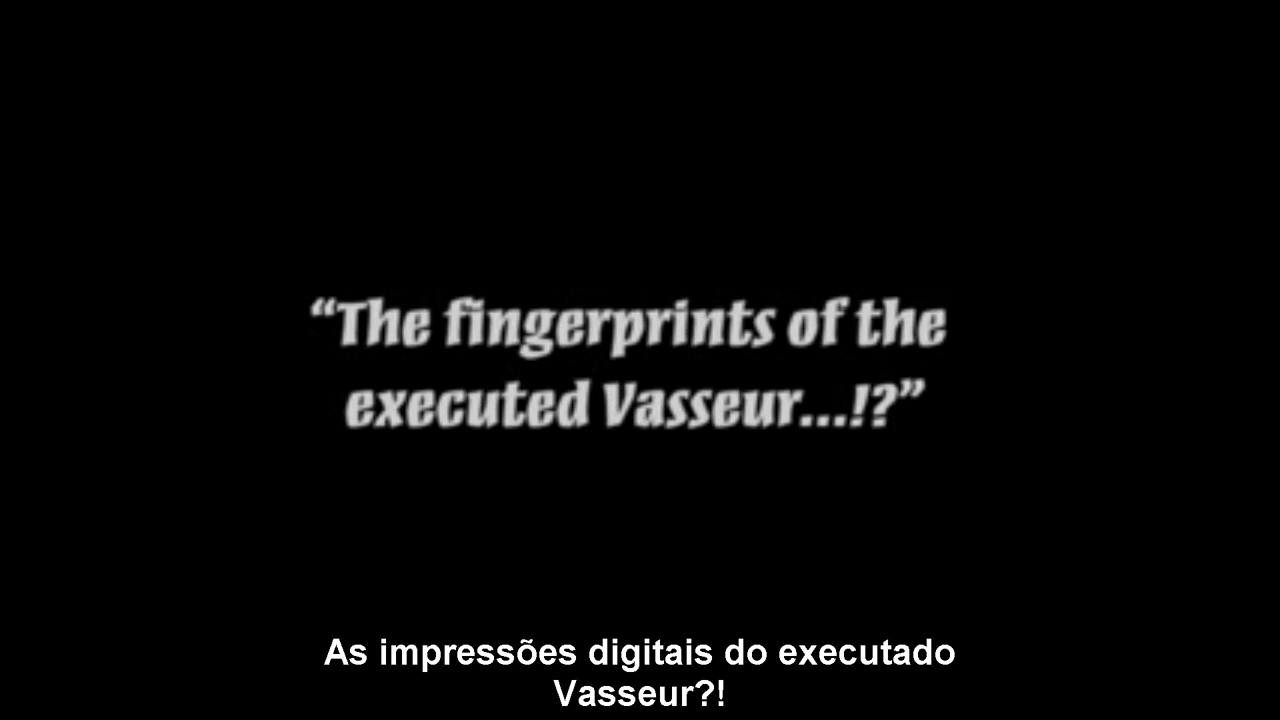 “The fingerprints of the
executed Vasseur...!?”
As impressões digitais do executado
Vasseur?!